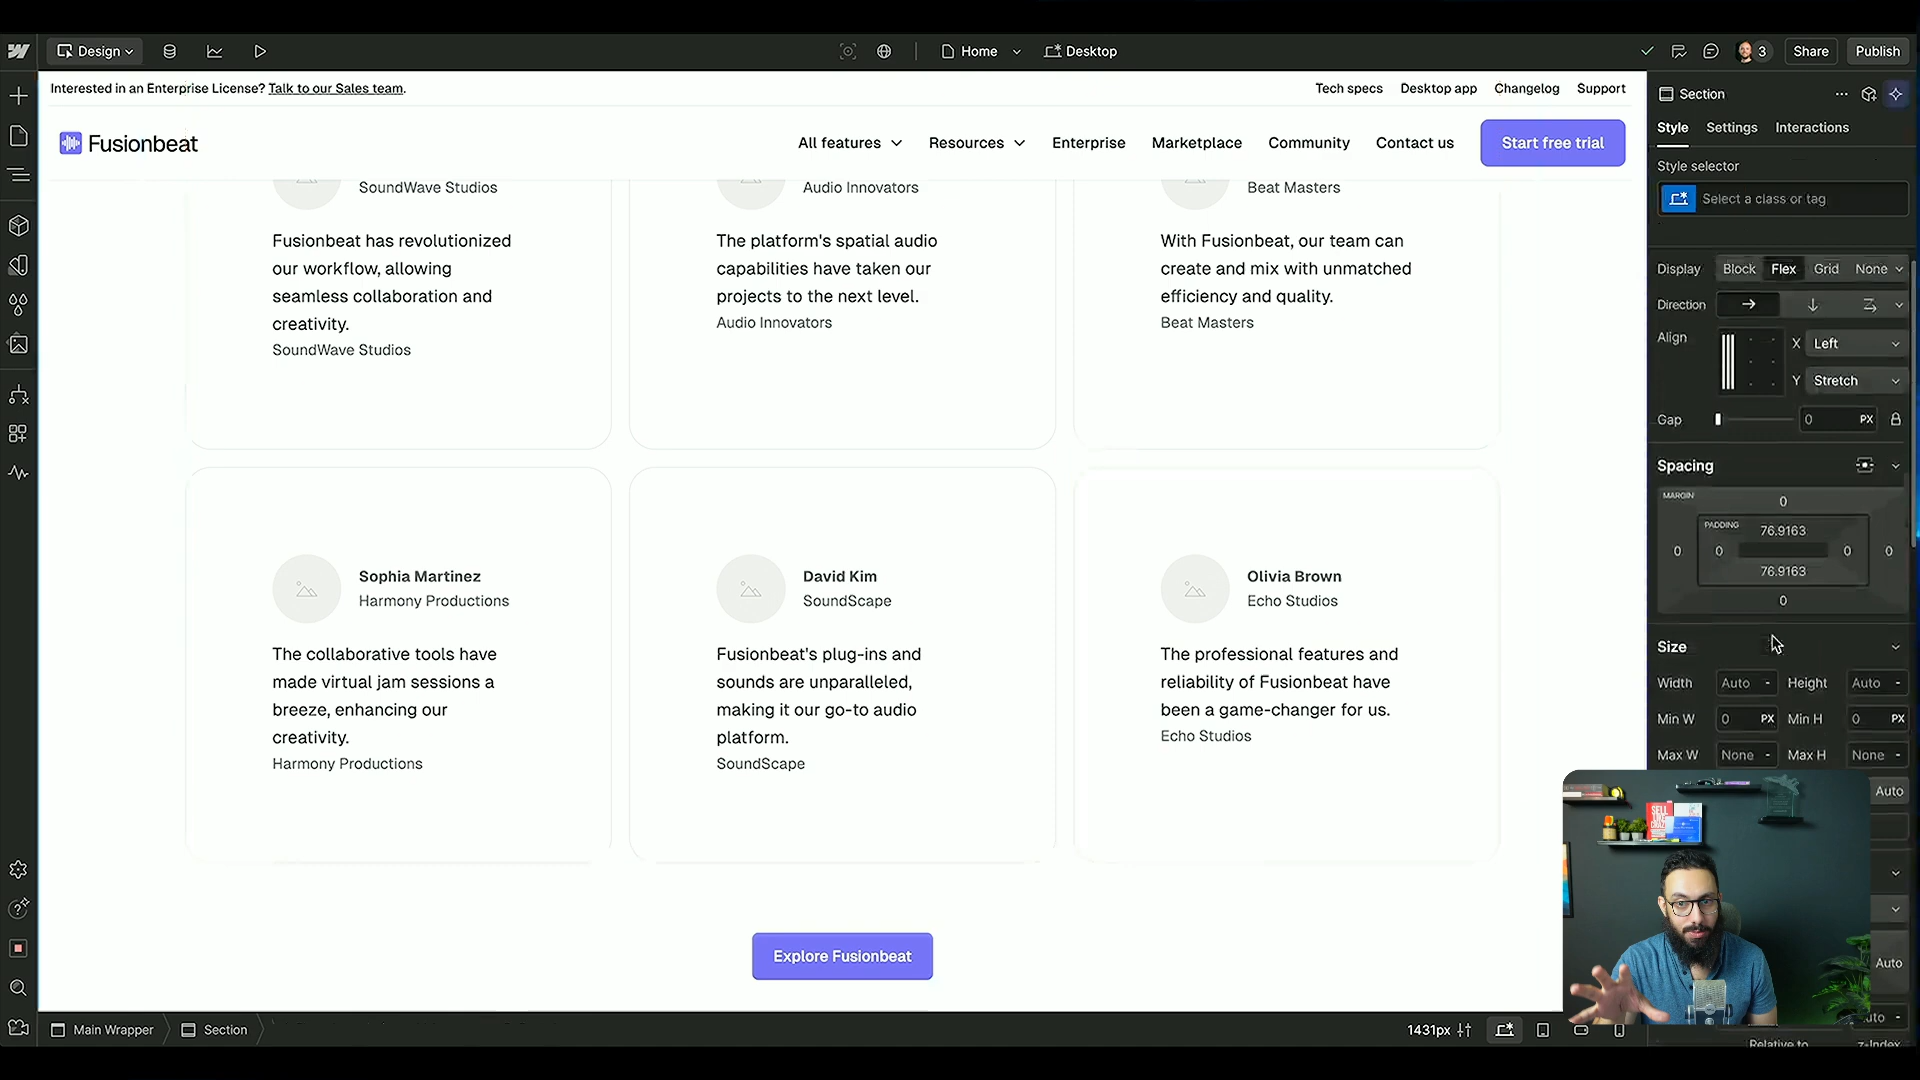 Design
Home
Desktop
3
Share
Publish
Interested in an Enterprise License? Talk to our Sales team.
Tech specs
Desktop app
Changelog
Support
Fusionbeat
All features
Resources
Enterprise
Marketplace
Community
Contact us
Start free trial
SoundWave Studios
Fusionbeat has revolutionized
our workflow, allowing
seamless collaboration and
creativity.
SoundWave Studios
Audio Innovators
The platform's spatial audio
capabilities have taken our
projects to the next level.
Audio Innovators
Beat Masters
With Fusionbeat, our team can
create and mix with unmatched
efficiency and quality.
Beat Masters
Sophia Martinez
Harmony Productions
The collaborative tools have
made virtual jam sessions a
breeze, enhancing our
creativity.
Harmony Productions
David Kim
SoundScape
Fusionbeat's plug-ins and
sounds are unparalleled,
making it our go-to audio
platform.
SoundScape
Olivia Brown
Echo Studios
The professional features and
reliability of Fusionbeat have
been a game-changer for us.
Echo Studios
Explore Fusionbeat
Main Wrapper
Section
1431px
Section
Style
Settings
Interactions
Style selector
Select a class or tag
Display
Block
Flex
Grid
None
Direction
Align
X
Left
Y
Stretch
Gap
0
PX
Spacing
MARGIN
0
PADDING
76.9163
0
0
0
0
76.9163
0
Size
Width
Auto
-
Height
Auto
-
Min W
0
PX
Min H
0
PX
Max W
None
-
Max H
None
-
Auto
SELL
LIKE
CRAZY
Auto
Relative to
z-Index